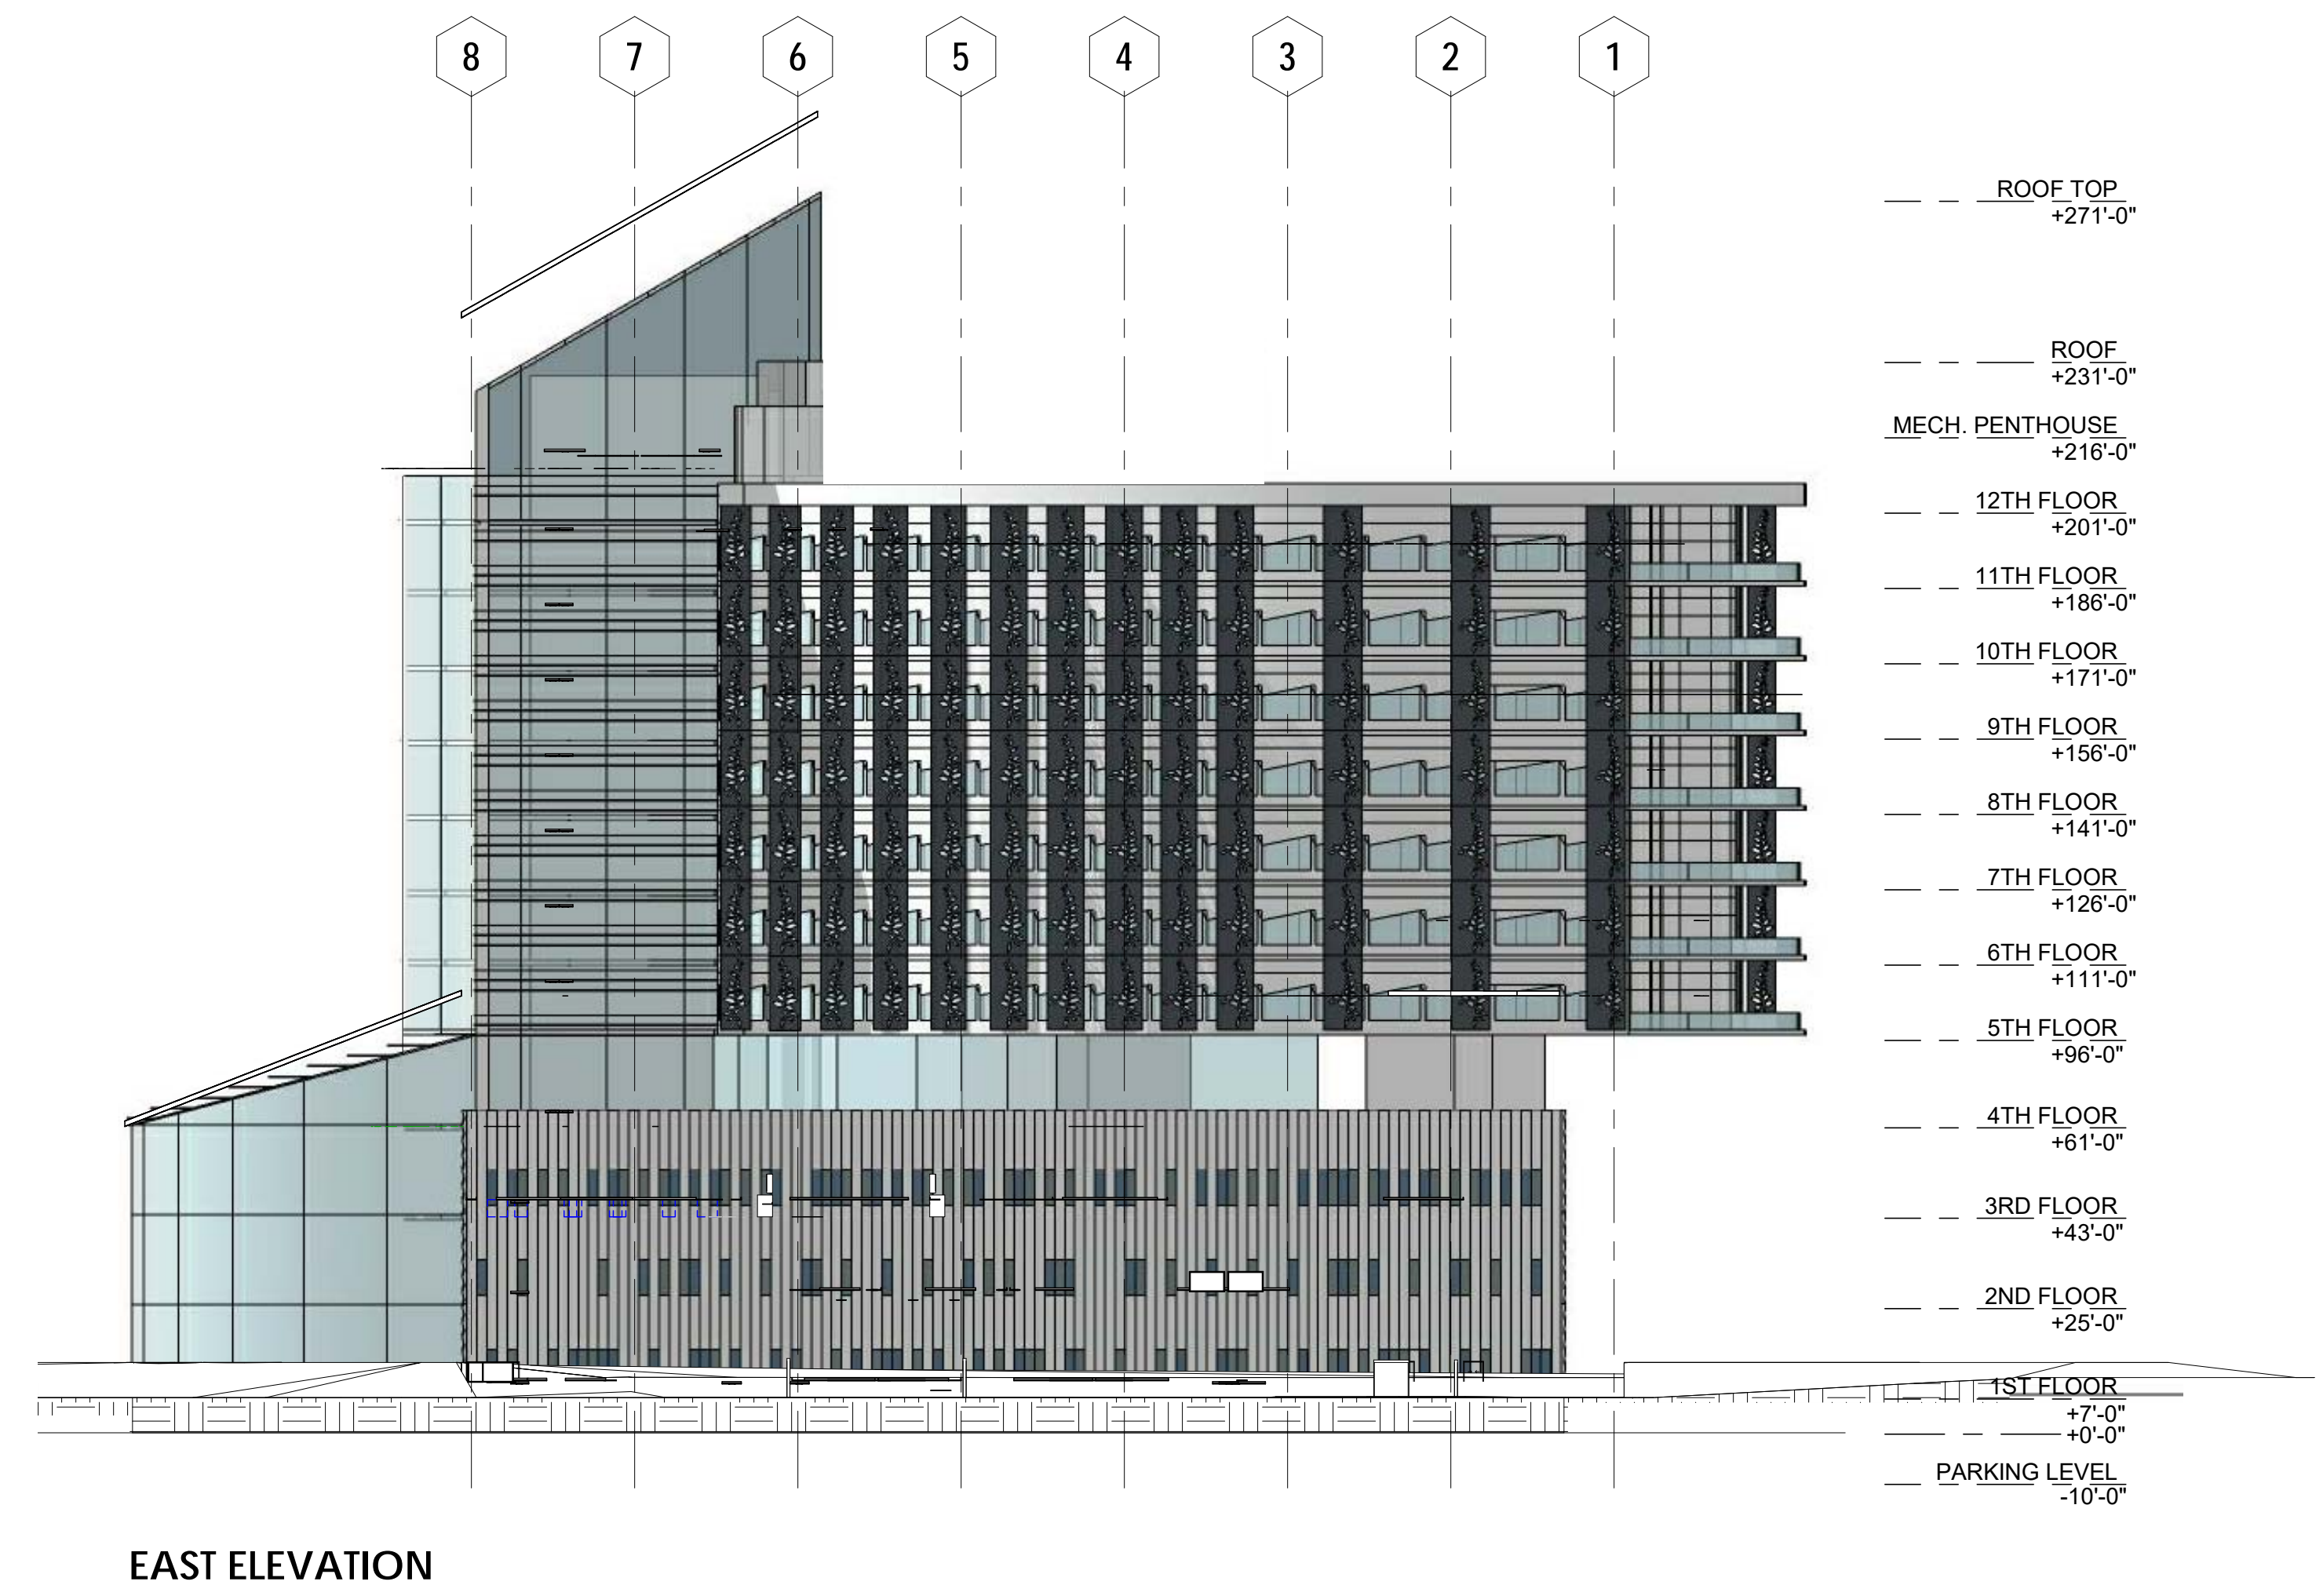 8 7 6 5 4 3 2 1
ROOF TOP
+271'-0"
ROOF
+231'-0"
MECH. PENTHOUSE
+216'-0"
12TH FLOOR
+201'-0"
11TH FLOOR
+186'-0"
10TH FLOOR
+171'-0"
9TH FLOOR
+156'-0"
8TH FLOOR
+141'-0"
7TH FLOOR
+126'-0"
6TH FLOOR
+111'-0"
5TH FLOOR
+96'-0"
4TH FLOOR
+61'-0"
3RD FLOOR
+43'-0"
2ND FLOOR
+25'-0"
1ST FLOOR
+7'-0"
+0'-0"
PARKING LEVEL
-10'-0"
EAST ELEVATION